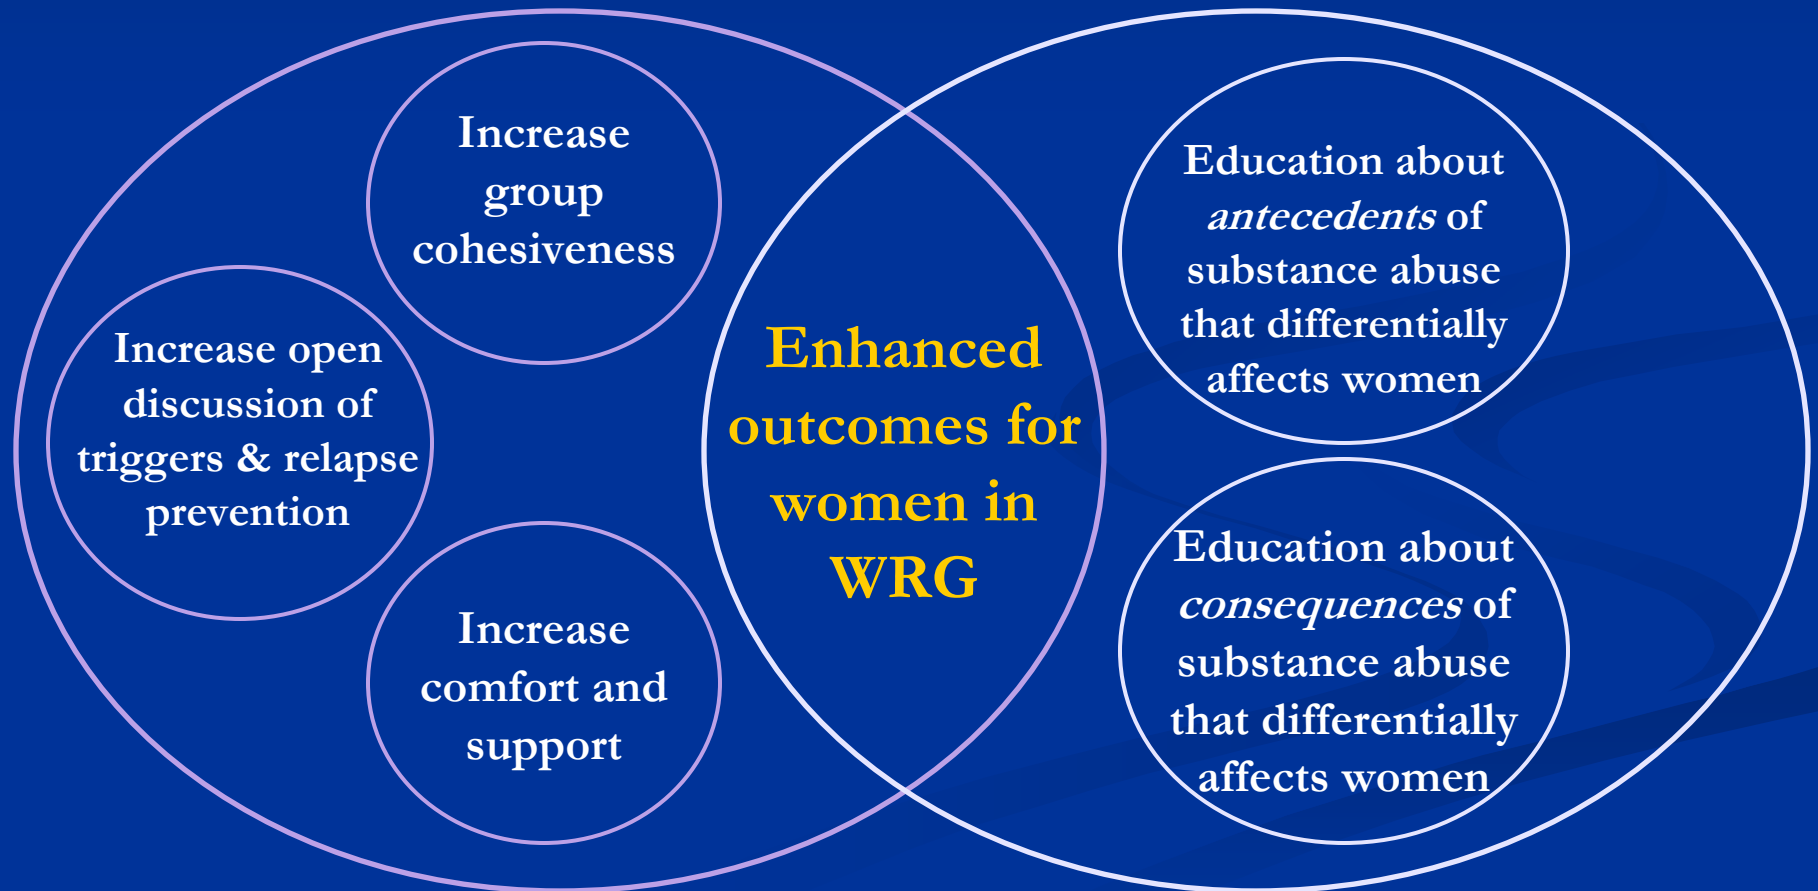 Increase
group
cohesiveness
Increase open
discussion of
triggers & relapse
prevention
Increase
comfort and
support
Enhanced
outcomes for
women in
WRG
Education about
antecedents of
substance abuse
that differentially
affects women
Education about
consequences of
substance abuse
that differentially
affects women